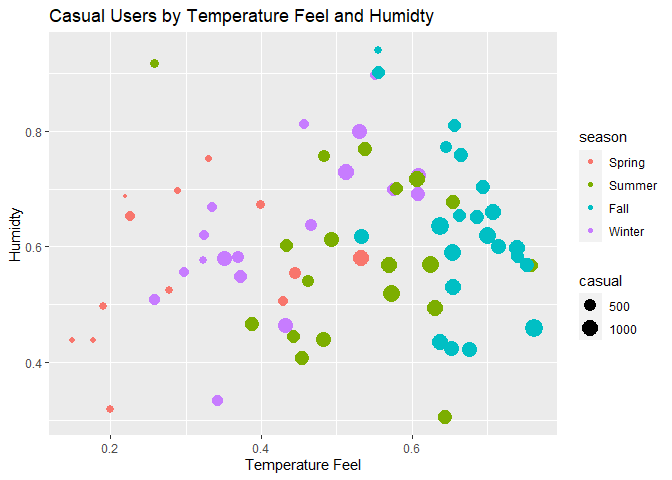 Casual Users by Temperature Feel and Humidty
Humidty
0.8
0.6
0.4
0.2
0.4
0.6
Temperature Feel
season
Spring
Summer
Fall
Winter
casual
500
1000